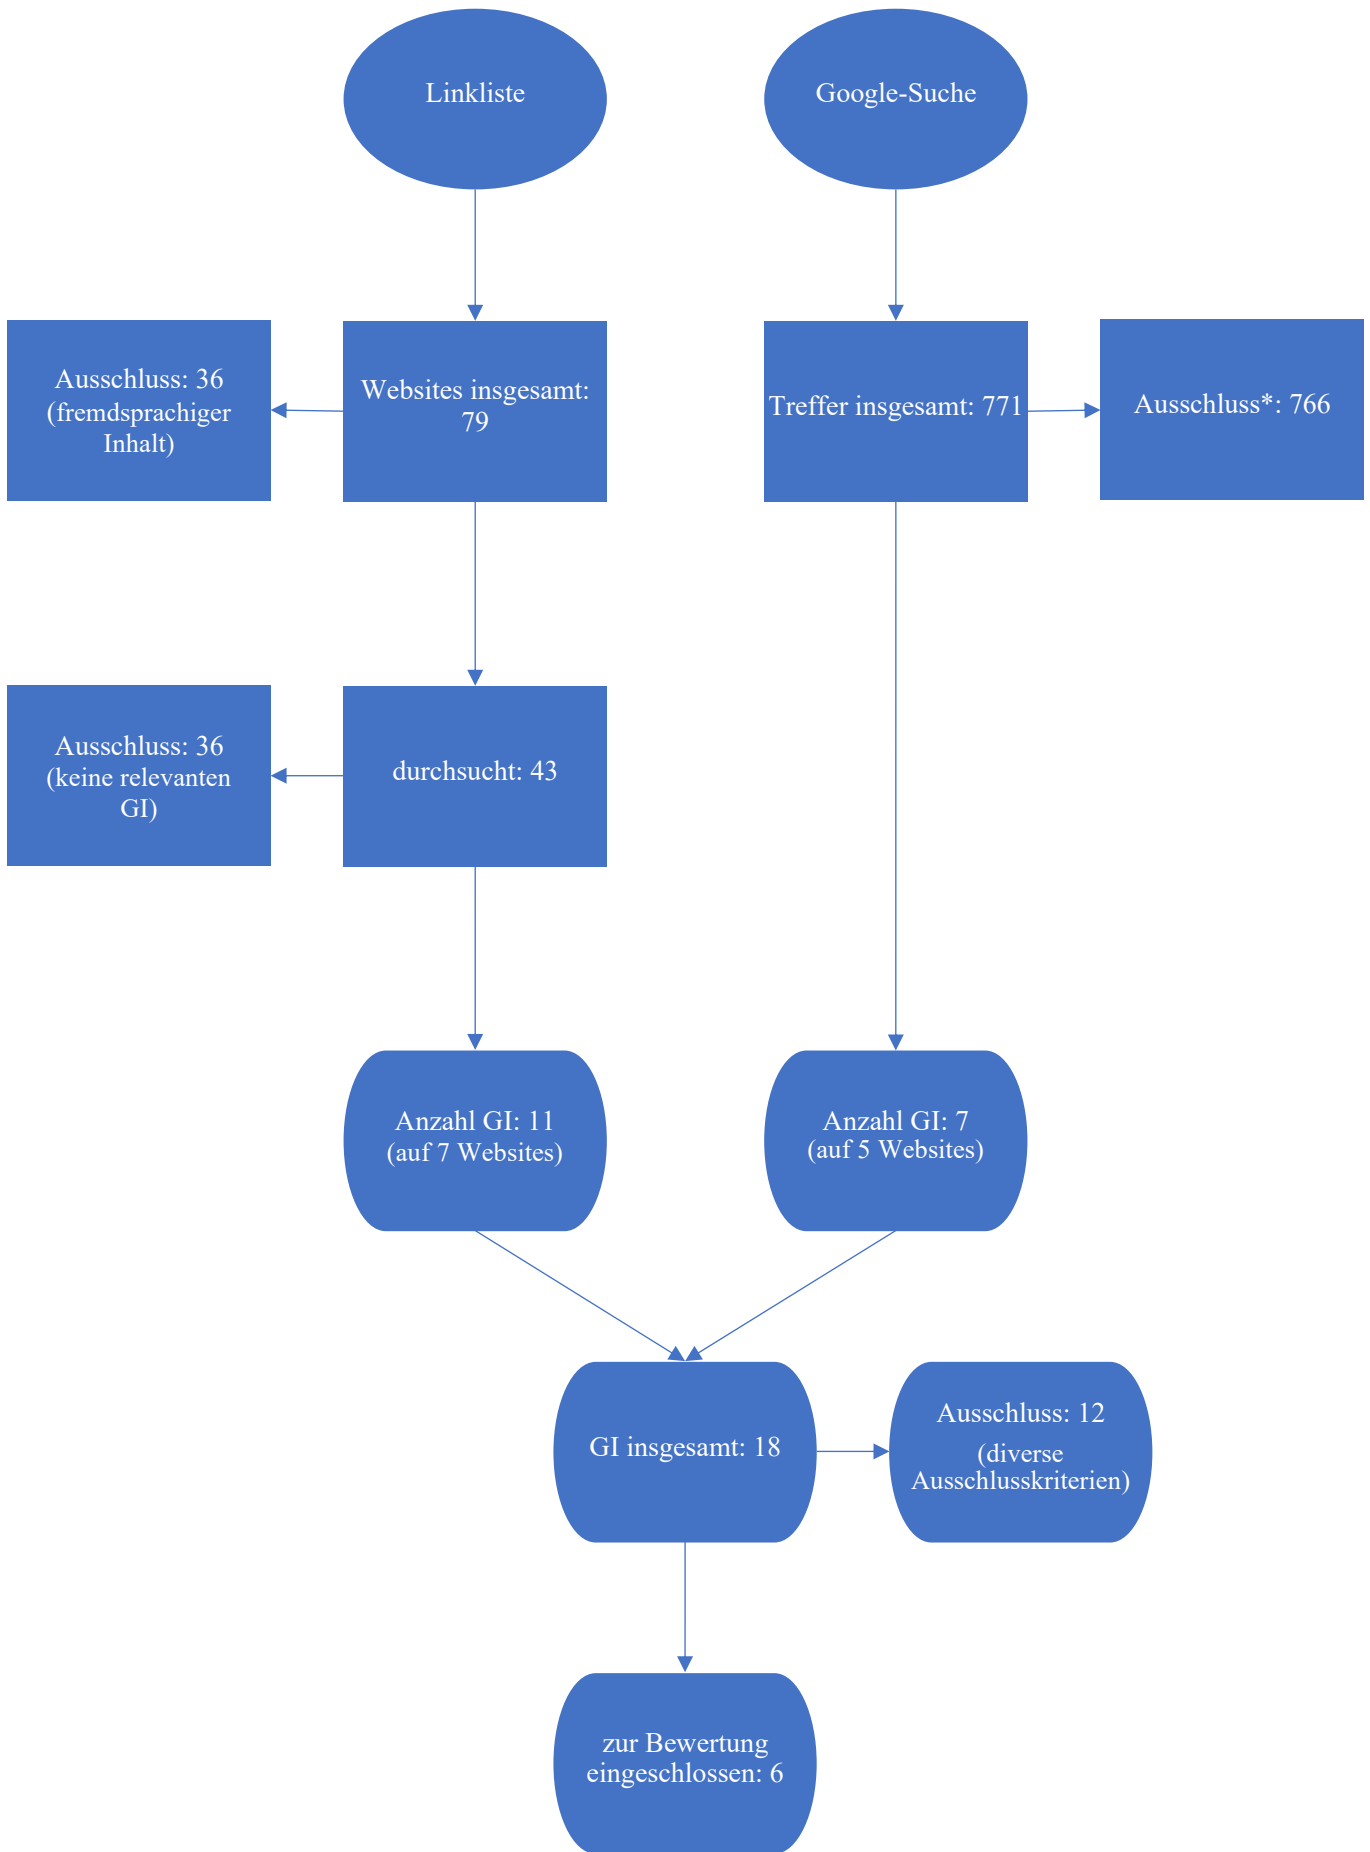 Linkliste
Google-Suche
Ausschluss: 36
(fremdsprachiger
Inhalt)
Websites insgesamt:
79
Treffer insgesamt: 771
Ausschluss*: 766
Ausschluss: 36
(keine relevanten
GI)
durchsucht: 43
Anzahl GI: 11
(auf 7 Websites)
Anzahl GI: 7
(auf 5 Websites)
GI insgesamt: 18
Ausschluss: 12
(diverse
Ausschlusskriterien)
zur Bewertung
eingeschlossen: 6